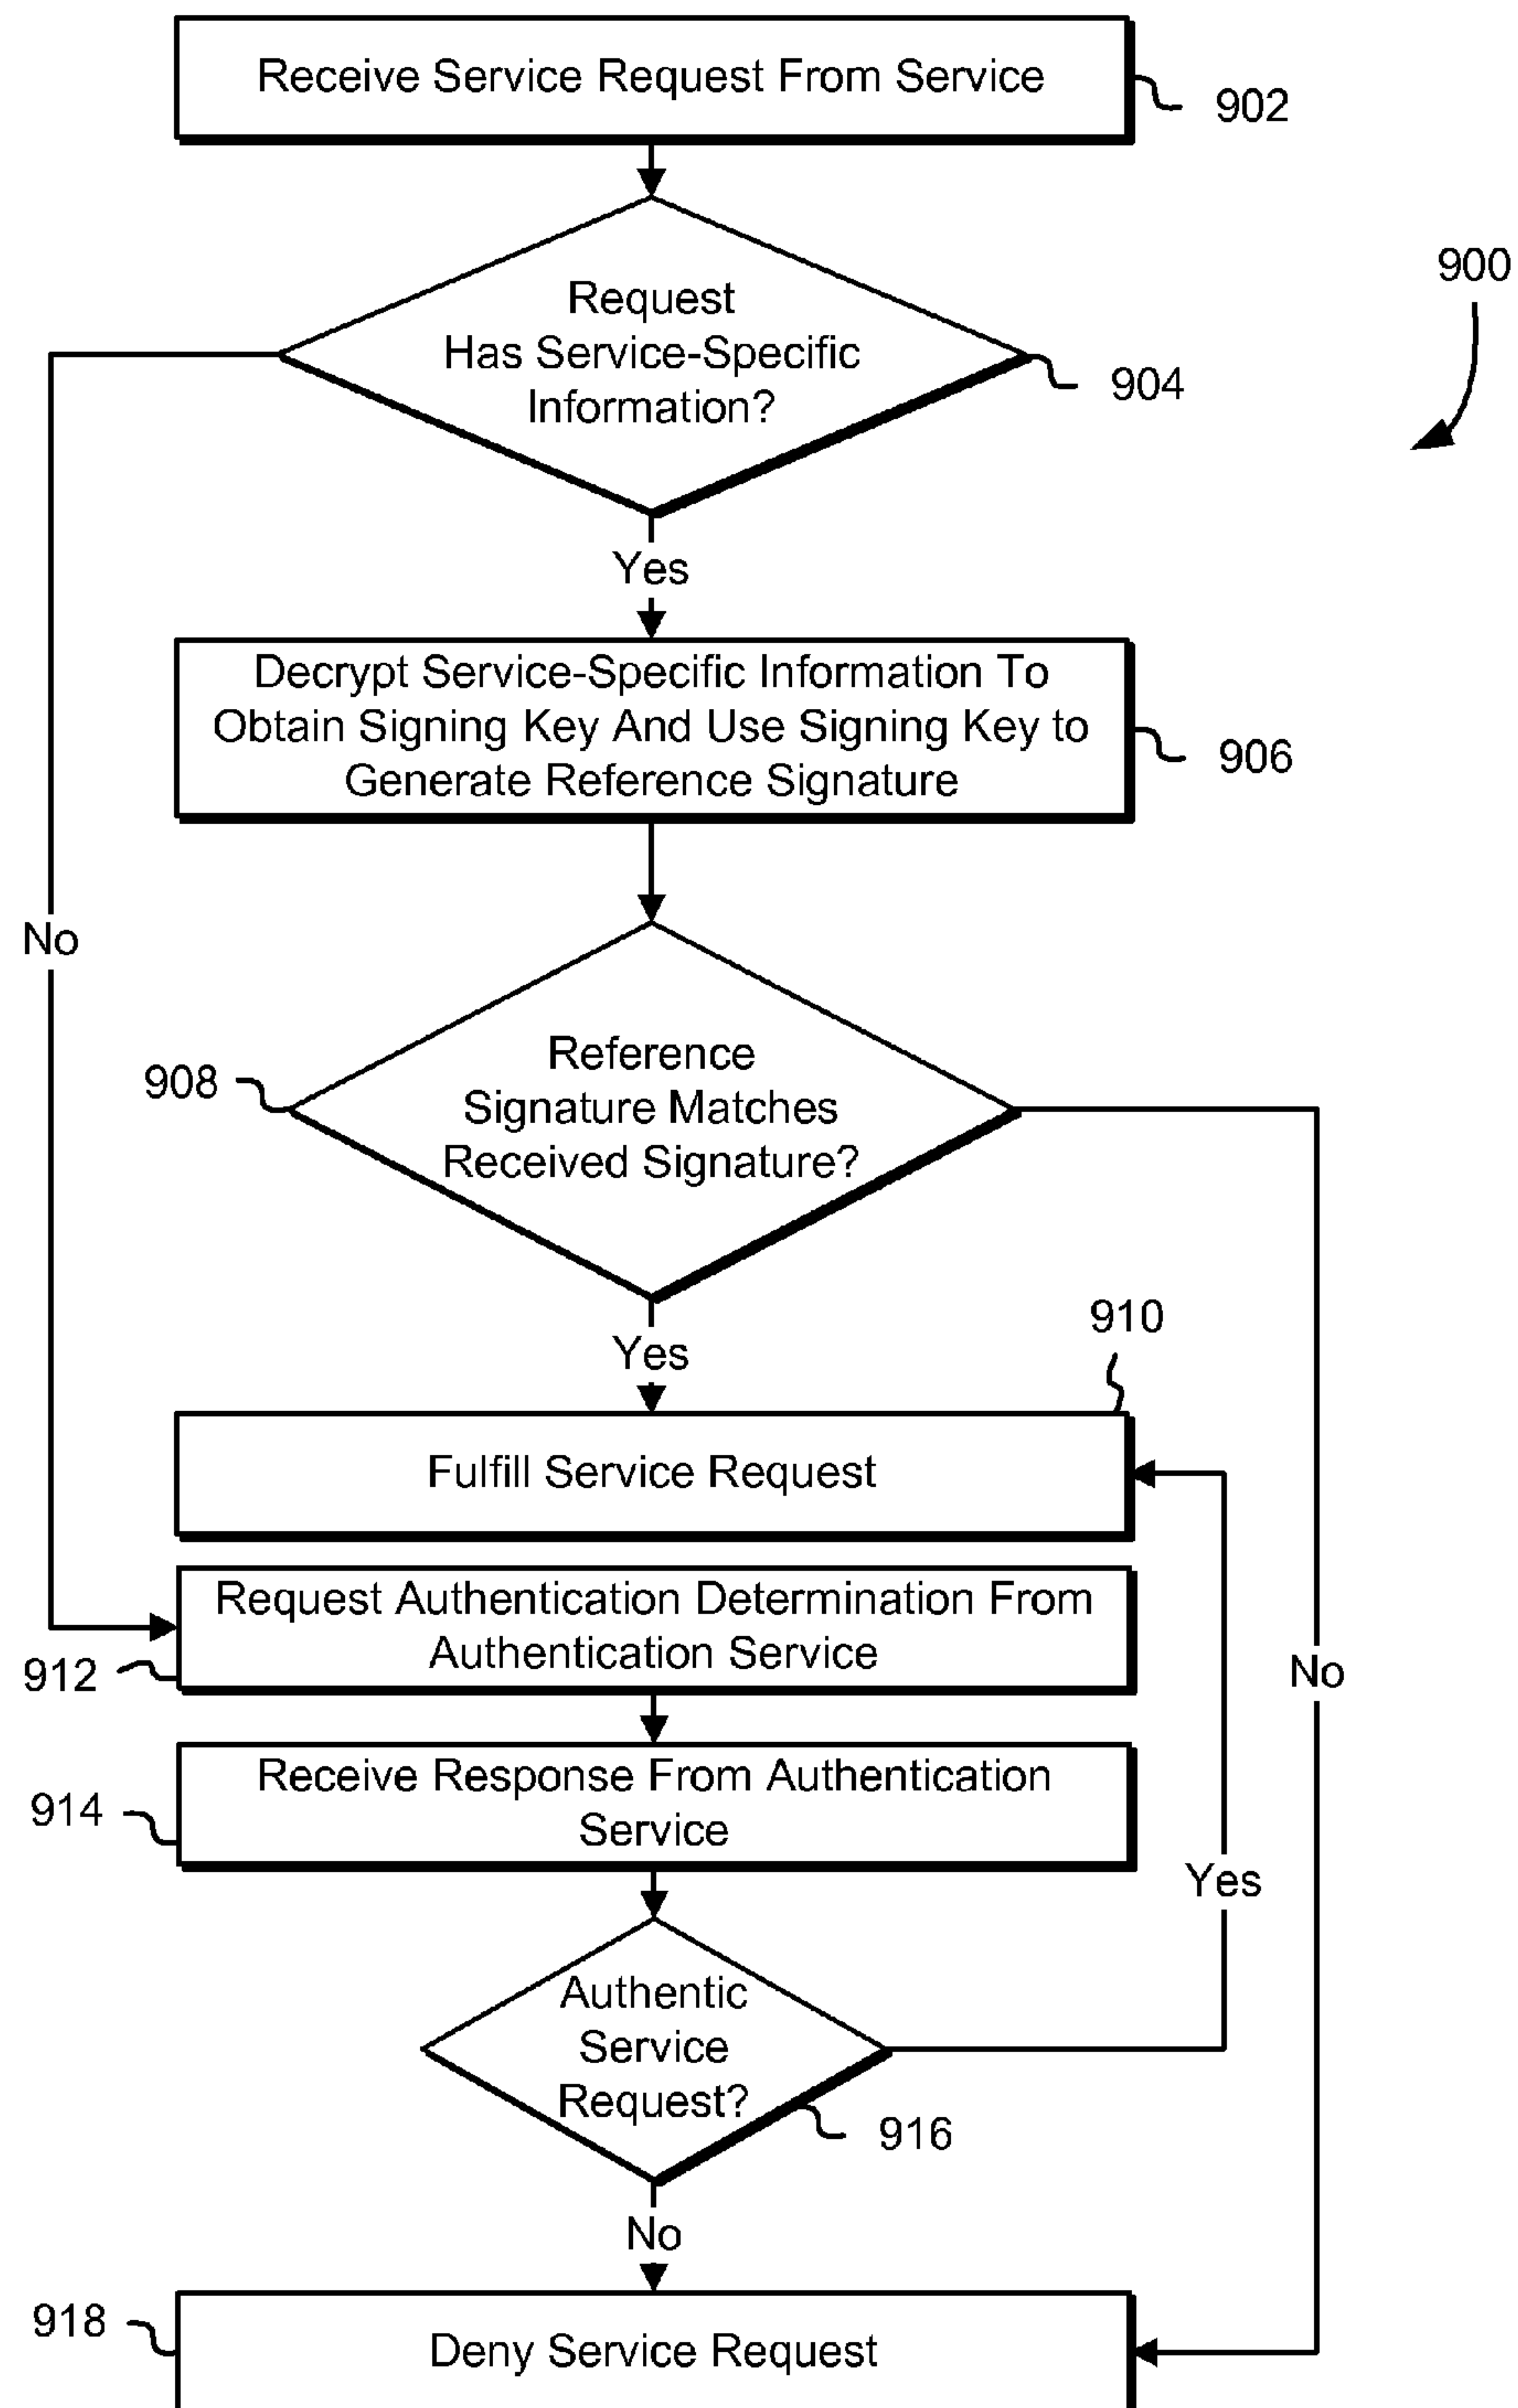 Receive Service Request From Service
902
900
Request
Has Service-Specific
Information?
904
Yes
Decrypt Service-Specific Information To
Obtain Signing Key And Use Signing Key to
Generate Reference Signature
906
No
908
Reference
Signature Matches
Received Signature?
910
Yes
Fulfill Service Request
Request Authentication Determination From
Authentication Service
912
No
Receive Response From Authentication
Service
914
Yes
Authentic
Service
Request?
916
No
918
Deny Service Request